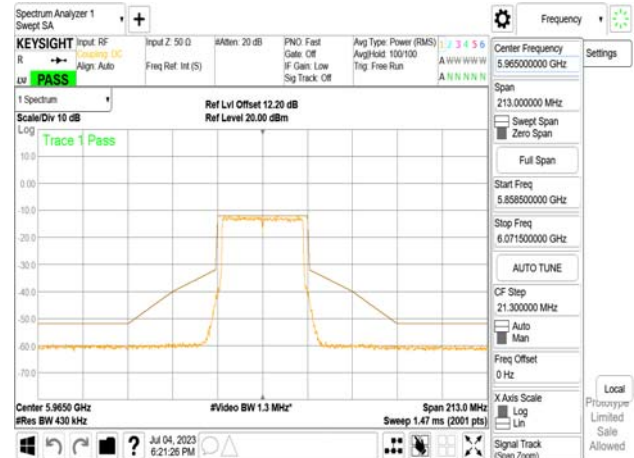 Spectrum Analyzer 1
Swept SA
Frequency
KEYSIGHT
R
LV
PASS
Input: RF
Coupling: DC
Align: Auto
Input Z: 50 Ω
Freq Ref: Int (S)
#Atten: 20 dB
PNO: Fast
Gate: Off
IF Gain: Low
Sig Track: Off
Avg Type: Power (RMS)
Avg|Hold: 100/100
Trig: Free Run
1 2 3 4 5 6
A W W W W W
A N N N N N
Center Frequency
5.965000000 GHz
Settings
Span
213.000000 MHz
Swept Span
Zero Span
Full Span
Start Freq
5.858500000 GHz
Stop Freq
6.071500000 GHz
AUTO TUNE
CF Step
21.300000 MHz
Auto
Man
Freq Offset
0 Hz
X Axis Scale
Log
Lin
Signal Track
(Span Zoom)
Local
Prototype
Limited
Sale
Allowed
1 Spectrum
Scale/Div 10 dB
Ref Lvl Offset 12.20 dB
Ref Level 20.00 dBm
Log
Trace 1 Pass
10.0
0.00
-10.0
-20.0
-30.0
-40.0
-50.0
-60.0
-70.0
Center 5.9650 GHz
#Res BW 430 kHz
#Video BW 1.3 MHz*
Span 213.0 MHz
Sweep 1.47 ms (2001 pts)
?
Jul 04, 2023
6:21:26 PM